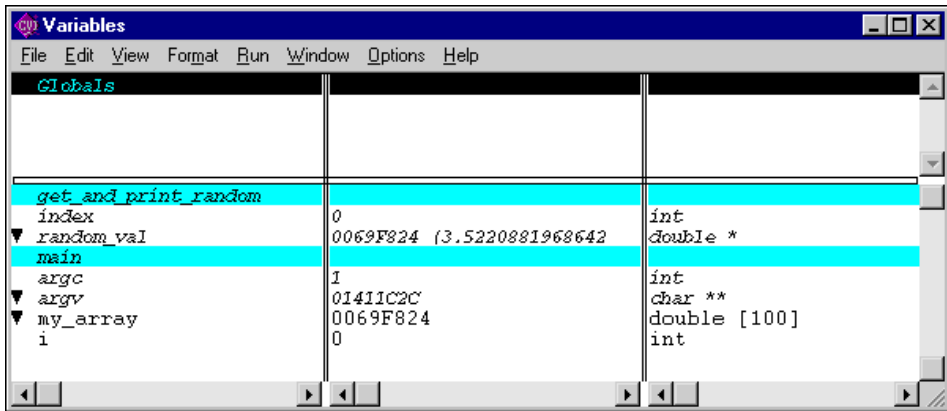 CVI Variables
File Edit View Format Run Window Options Help
Globals
get_and_print_random
index 0 int
random_val 0069F824 (3.5220881968642 double *
main
argc 1 int
argv 01411C2C char **
my_array 0069F824 double [100]
i 0 int